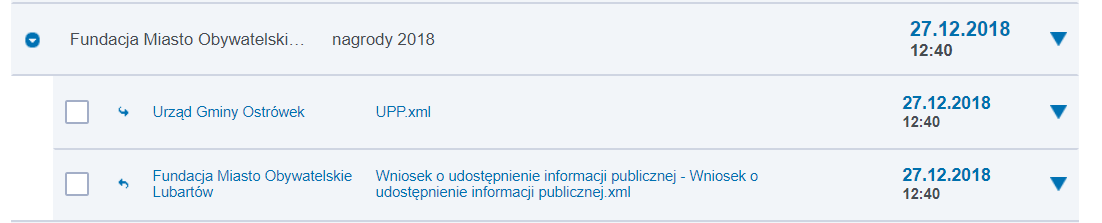 Fundacja Miasto Obywatelski... nagrody 2018 27.12.2018
12:40
Urząd Gminy Ostrówek UPP.xml 27.12.2018
12:40
Fundacja Miasto Obywatelskie Wniosek o udostępnienie informacji publicznej - Wniosek o 27.12.2018
Lubartów udostępnienie informacji publicznej.xml 12:40